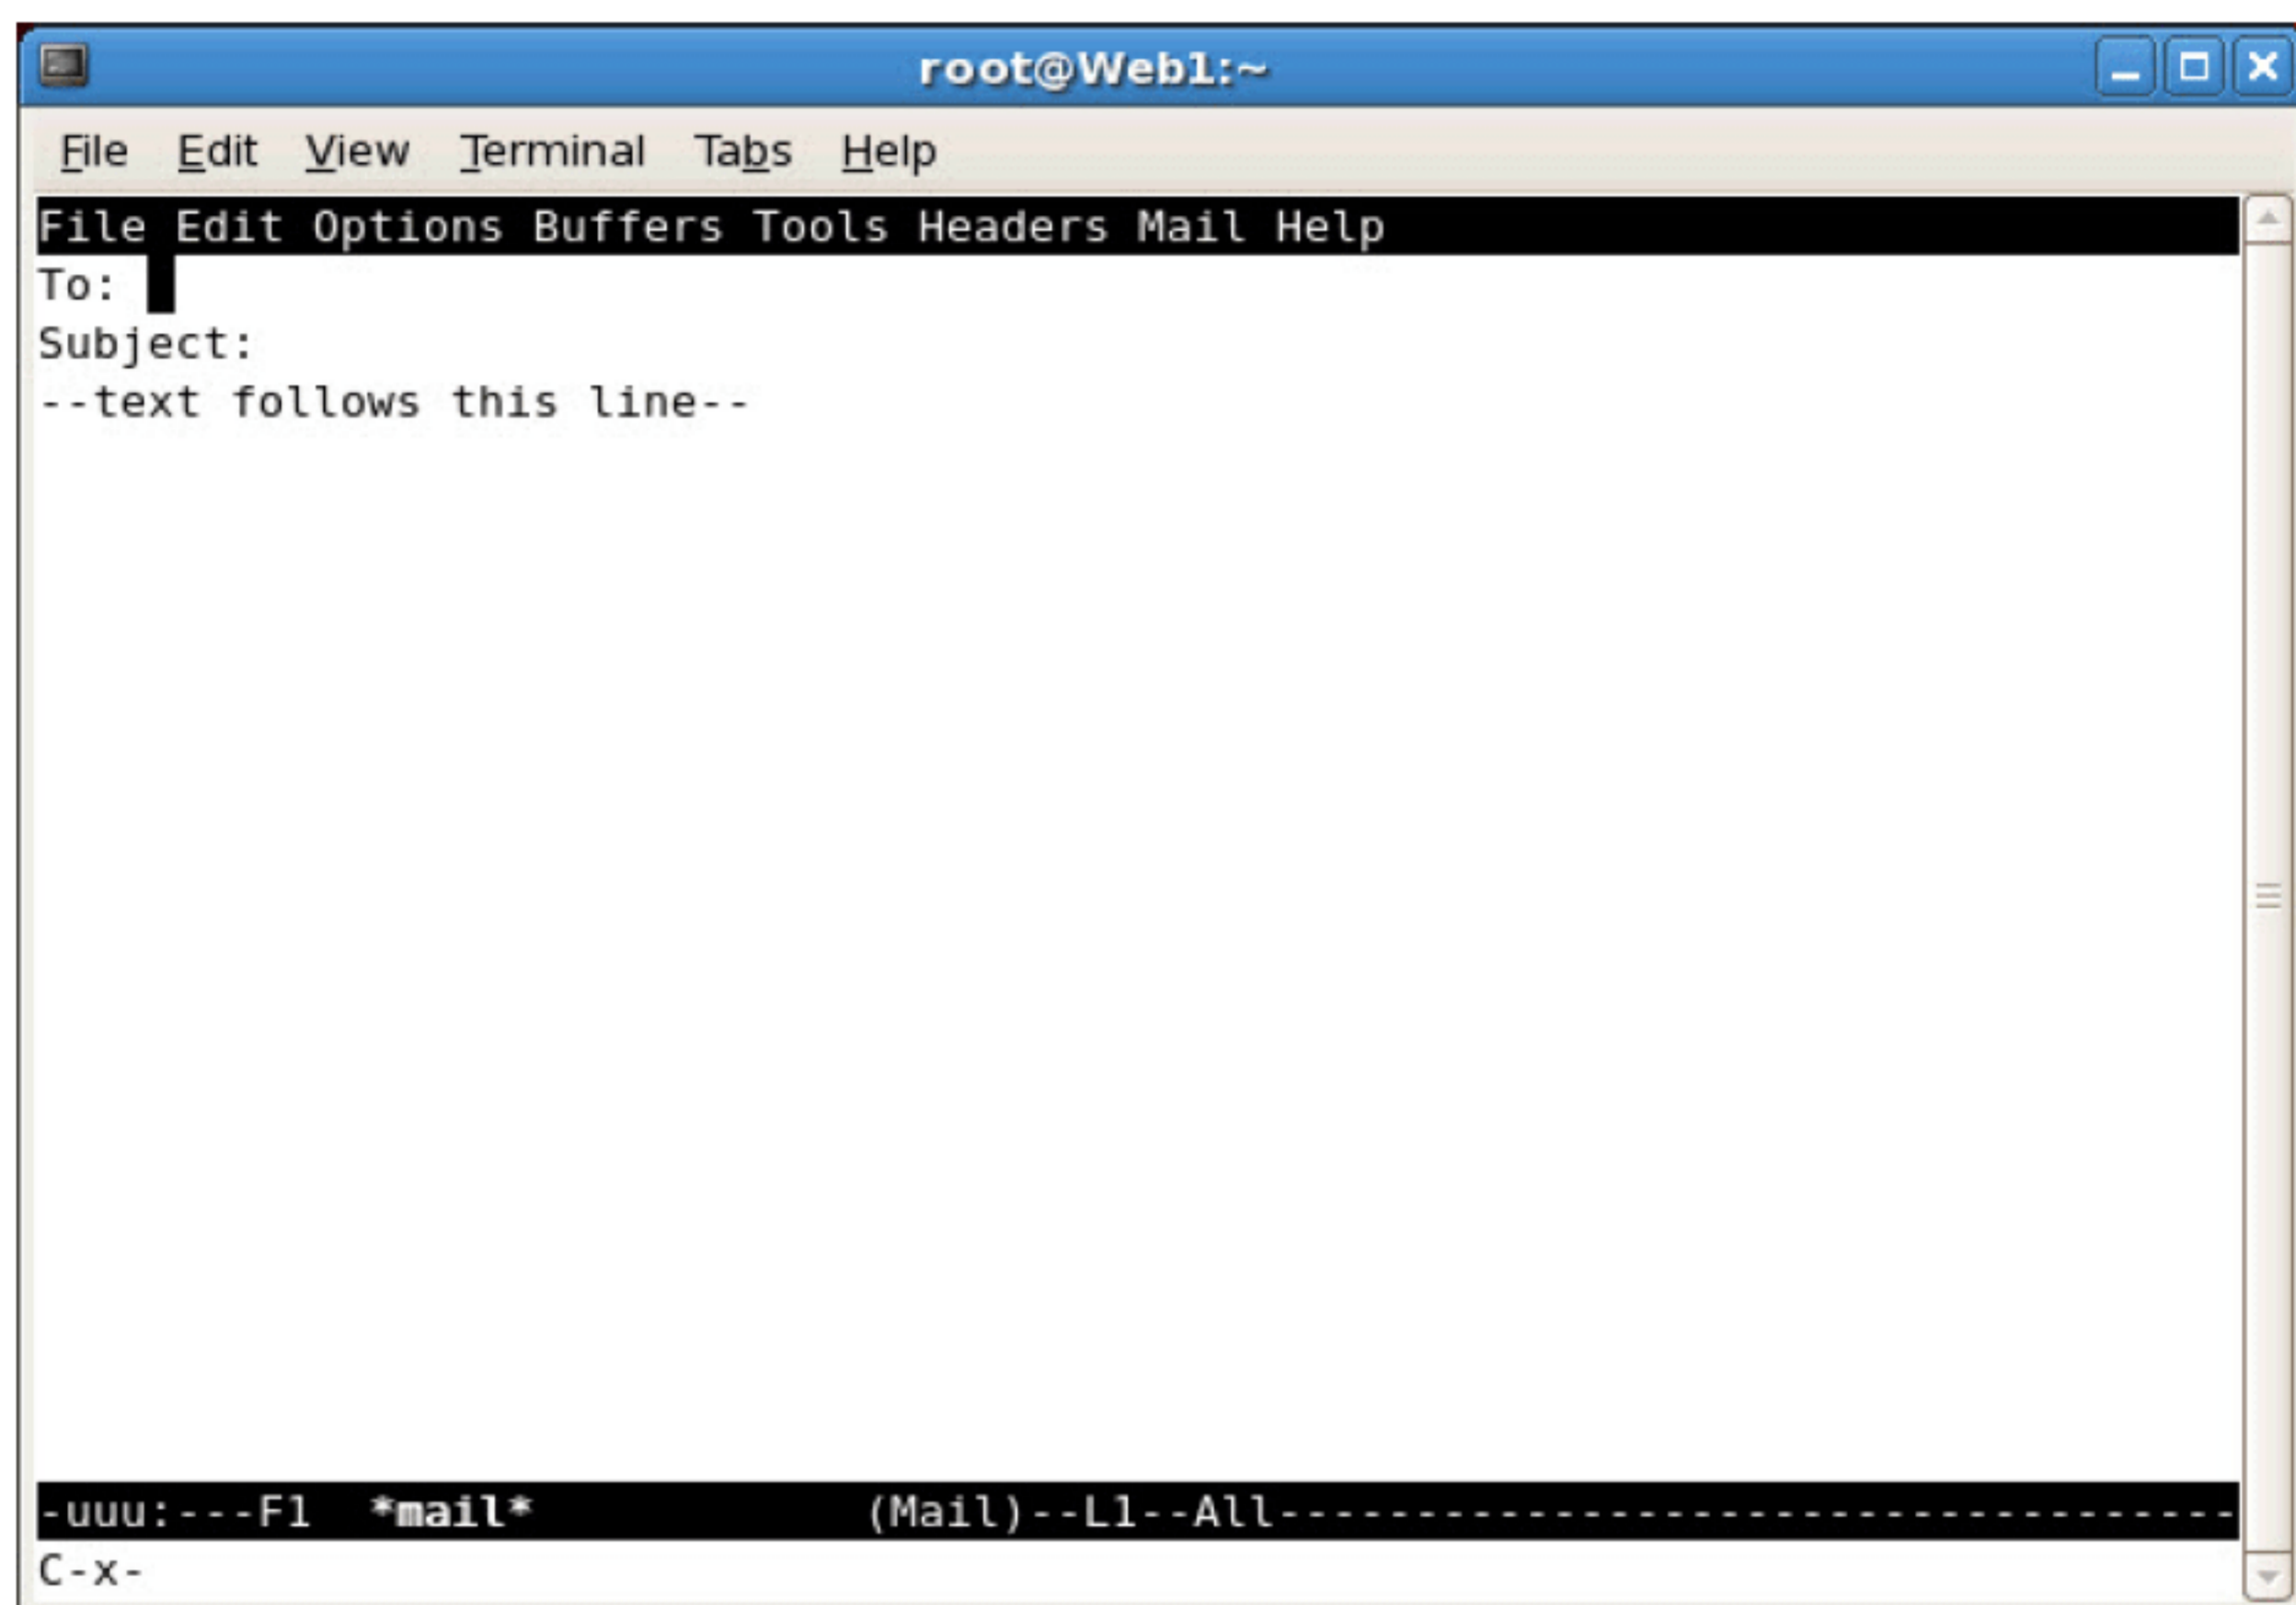 root@Web1:~
File Edit View Terminal Tabs Help
File Edit Options Buffers Tools Headers Mail Help
To:
Subject:
--text follows this line--
-uuu:---F1  *mail*            (Mail)--L1--All-----------------------------------
C-x-